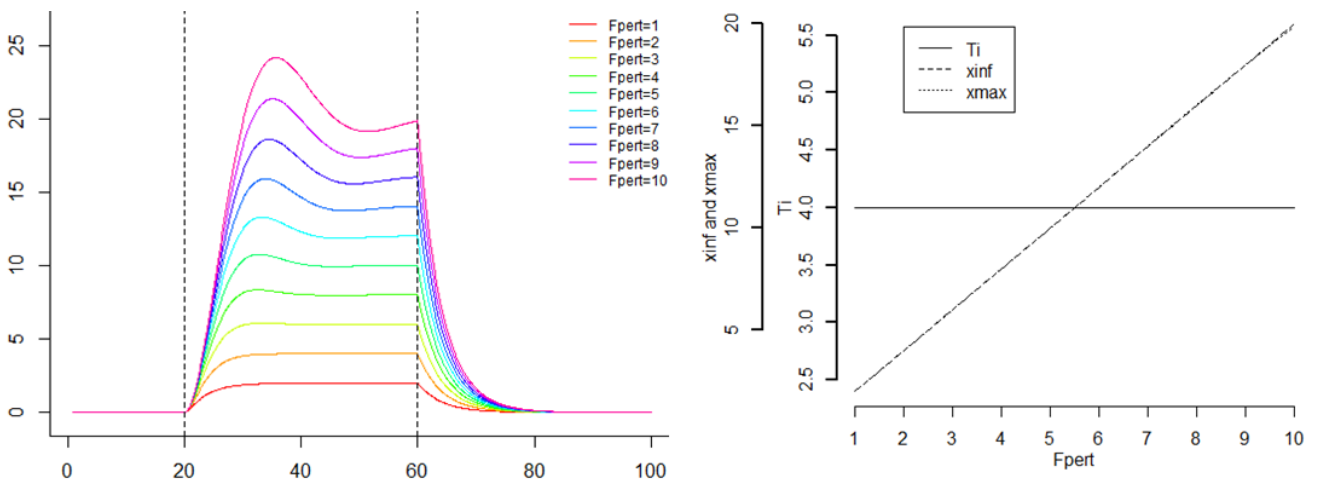 25
20
15
10
5
0
0 20 40 60 80 100
Fpert=1
Fpert=2
Fpert=3
Fpert=4
Fpert=5
Fpert=6
Fpert=7
Fpert=8
Fpert=9
Fpert=10
xinf and xmax
20
15
10
5
Ti
5.5
5.0
4.5
4.0
3.5
3.0
2.5
Ti
xinf
xmax
1 2 3 4 5 6 7 8 9 10
Fpert